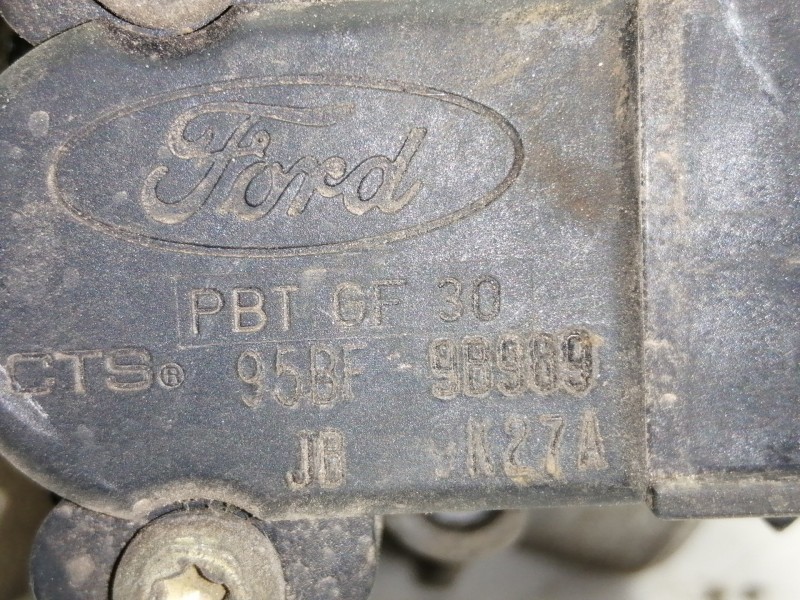 Ford
PBT GF 30
CTS® 95BF 9B989
JB K27A